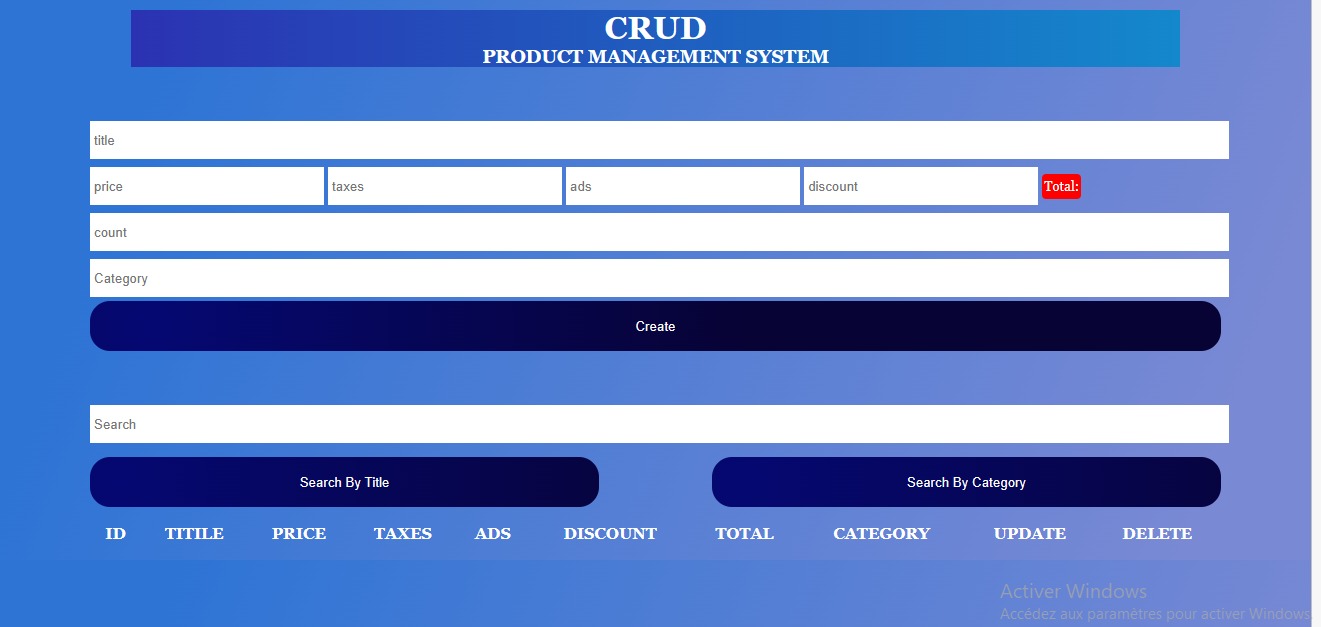 CRUD
PRODUCT MANAGEMENT SYSTEM
title
price taxes ads discount Total:
count
Category
Create
Search
Search By Title Search By Category
ID TITILE PRICE TAXES ADS DISCOUNT TOTAL CATEGORY UPDATE DELETE
Activer Windows
Accédez aux paramètres pour activer Windows